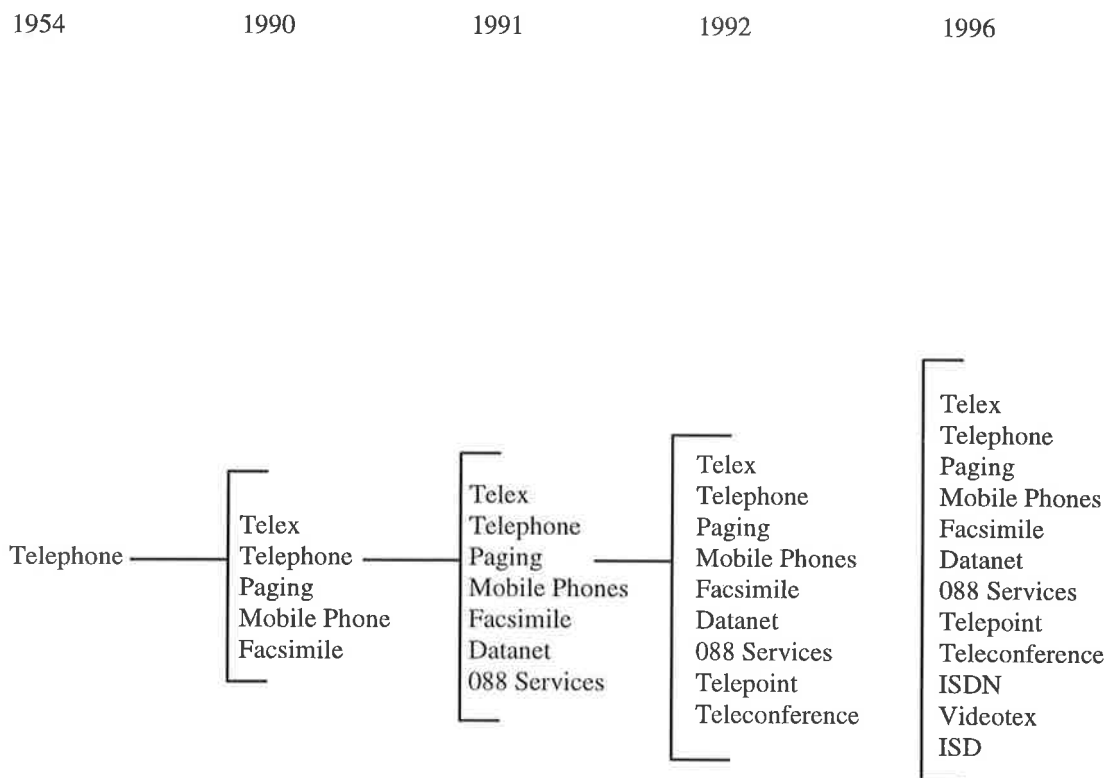 1954 1990 1991 1992 1996
Telephone
Telex
Telephone
Paging
Mobile Phone
Facsimile
Telex
Telephone
Paging
Mobile Phones
Facsimile
Datanet
088 Services
Telex
Telephone
Paging
Mobile Phones
Facsimile
Datanet
088 Services
Telepoint
Teleconference
Telex
Telephone
Paging
Mobile Phones
Facsimile
Datanet
088 Services
Telepoint
Teleconference
ISDN
Videotex
ISD